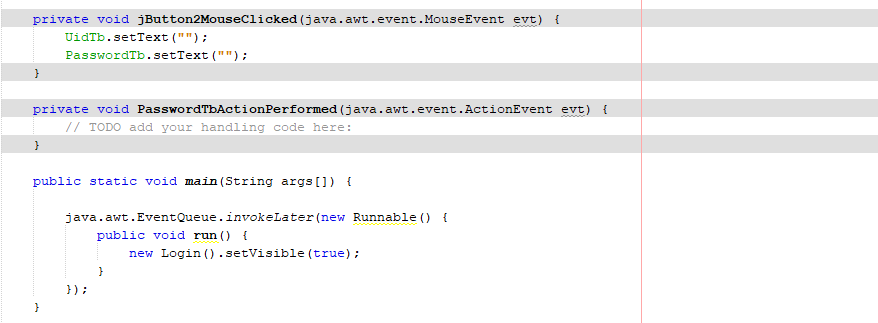 private void jButton2MouseClicked(java.awt.event.MouseEvent evt) {
UidTb.setText("");
PasswordTb.setText("");
}
private void PasswordTbActionPerformed(java.awt.event.ActionEvent evt) {
// TODO add your handling code here:
}
public static void main(String args[]) {
java.awt.EventQueue.invokeLater(new Runnable() {
public void run() {
new Login().setVisible(true);
}
});
}